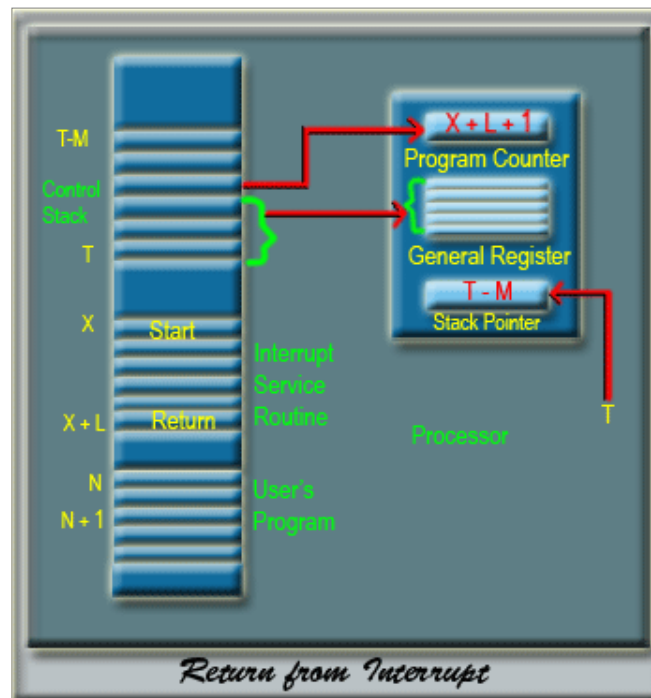 T-M
Control
Stack
T
X
Start
X + L
Return
N
N + 1
Interrupt
Service
Routine
User's
Program
X + L + 1
Program Counter
General Register
T - M
Stack Pointer
T
Processor
Return from Interrupt